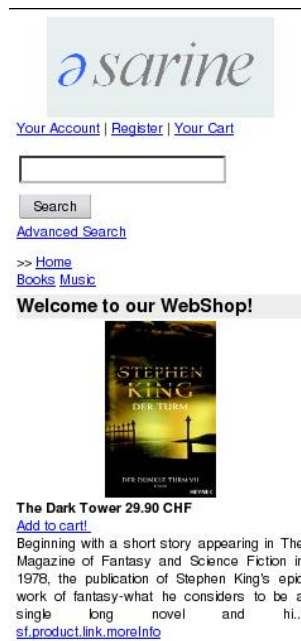 əsarine
Your Account | Register | Your Cart
Search
Advanced Search
>> Home
Books Music
Welcome to our WebShop!
STEPHEN
KING
DER TURM
DER DUNKLE TURM VII
HEYNE
The Dark Tower 29.90 CHF
Add to cart!
Beginning with a short story appearing in The
Magazine of Fantasy and Science Fiction in
1978, the publication of Stephen King's epic
work of fantasy-what he considers to be a
single long novel and hi...
sf.product.link.moreInfo